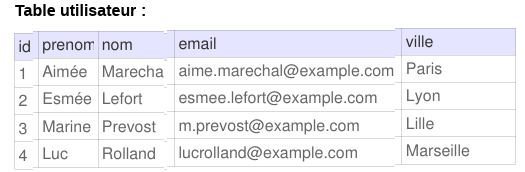 Table utilisateur :
id prenom nom email ville
1 Aimée Marecha aime.marechal@example.com Paris
2 Esmée Lefort esmee.lefort@example.com Lyon
3 Marine Prevost m.prevost@example.com Lille
4 Luc Rolland lucrolland@example.com Marseille